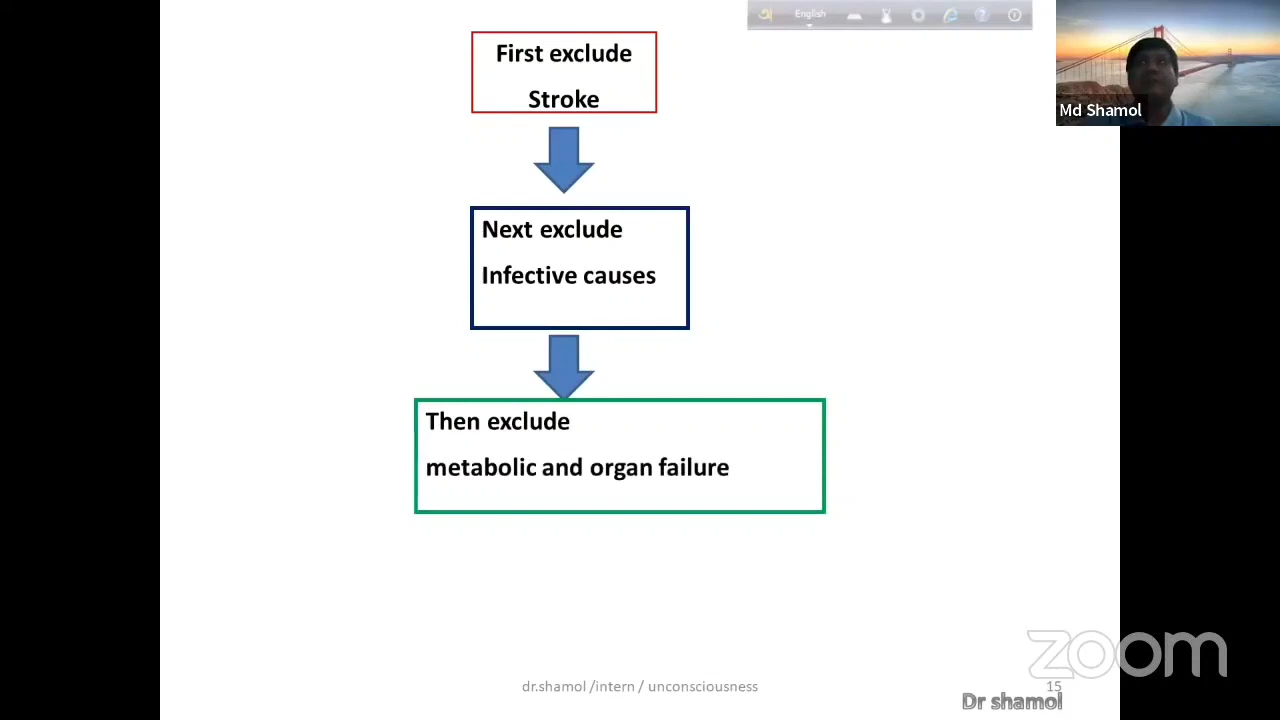 English
First exclude
Stroke
Md Shamol
Next exclude
Infective causes
Then exclude
metabolic and organ failure
zoom
dr.shamol /intern / unconsciousness
15
Dr shamol